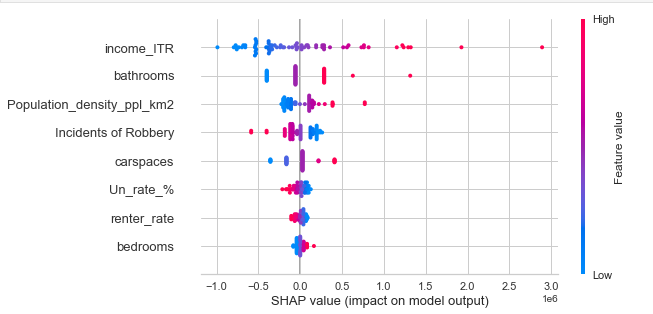 High
income_ITR
bathrooms
Population_density_ppl_km2
Incidents of Robbery
carspaces
Un_rate_%
renter_rate
bedrooms
Feature value
Low
−1.0 −0.5 0.0 0.5 1.0 1.5 2.0 2.5 3.0
1e6
SHAP value (impact on model output)